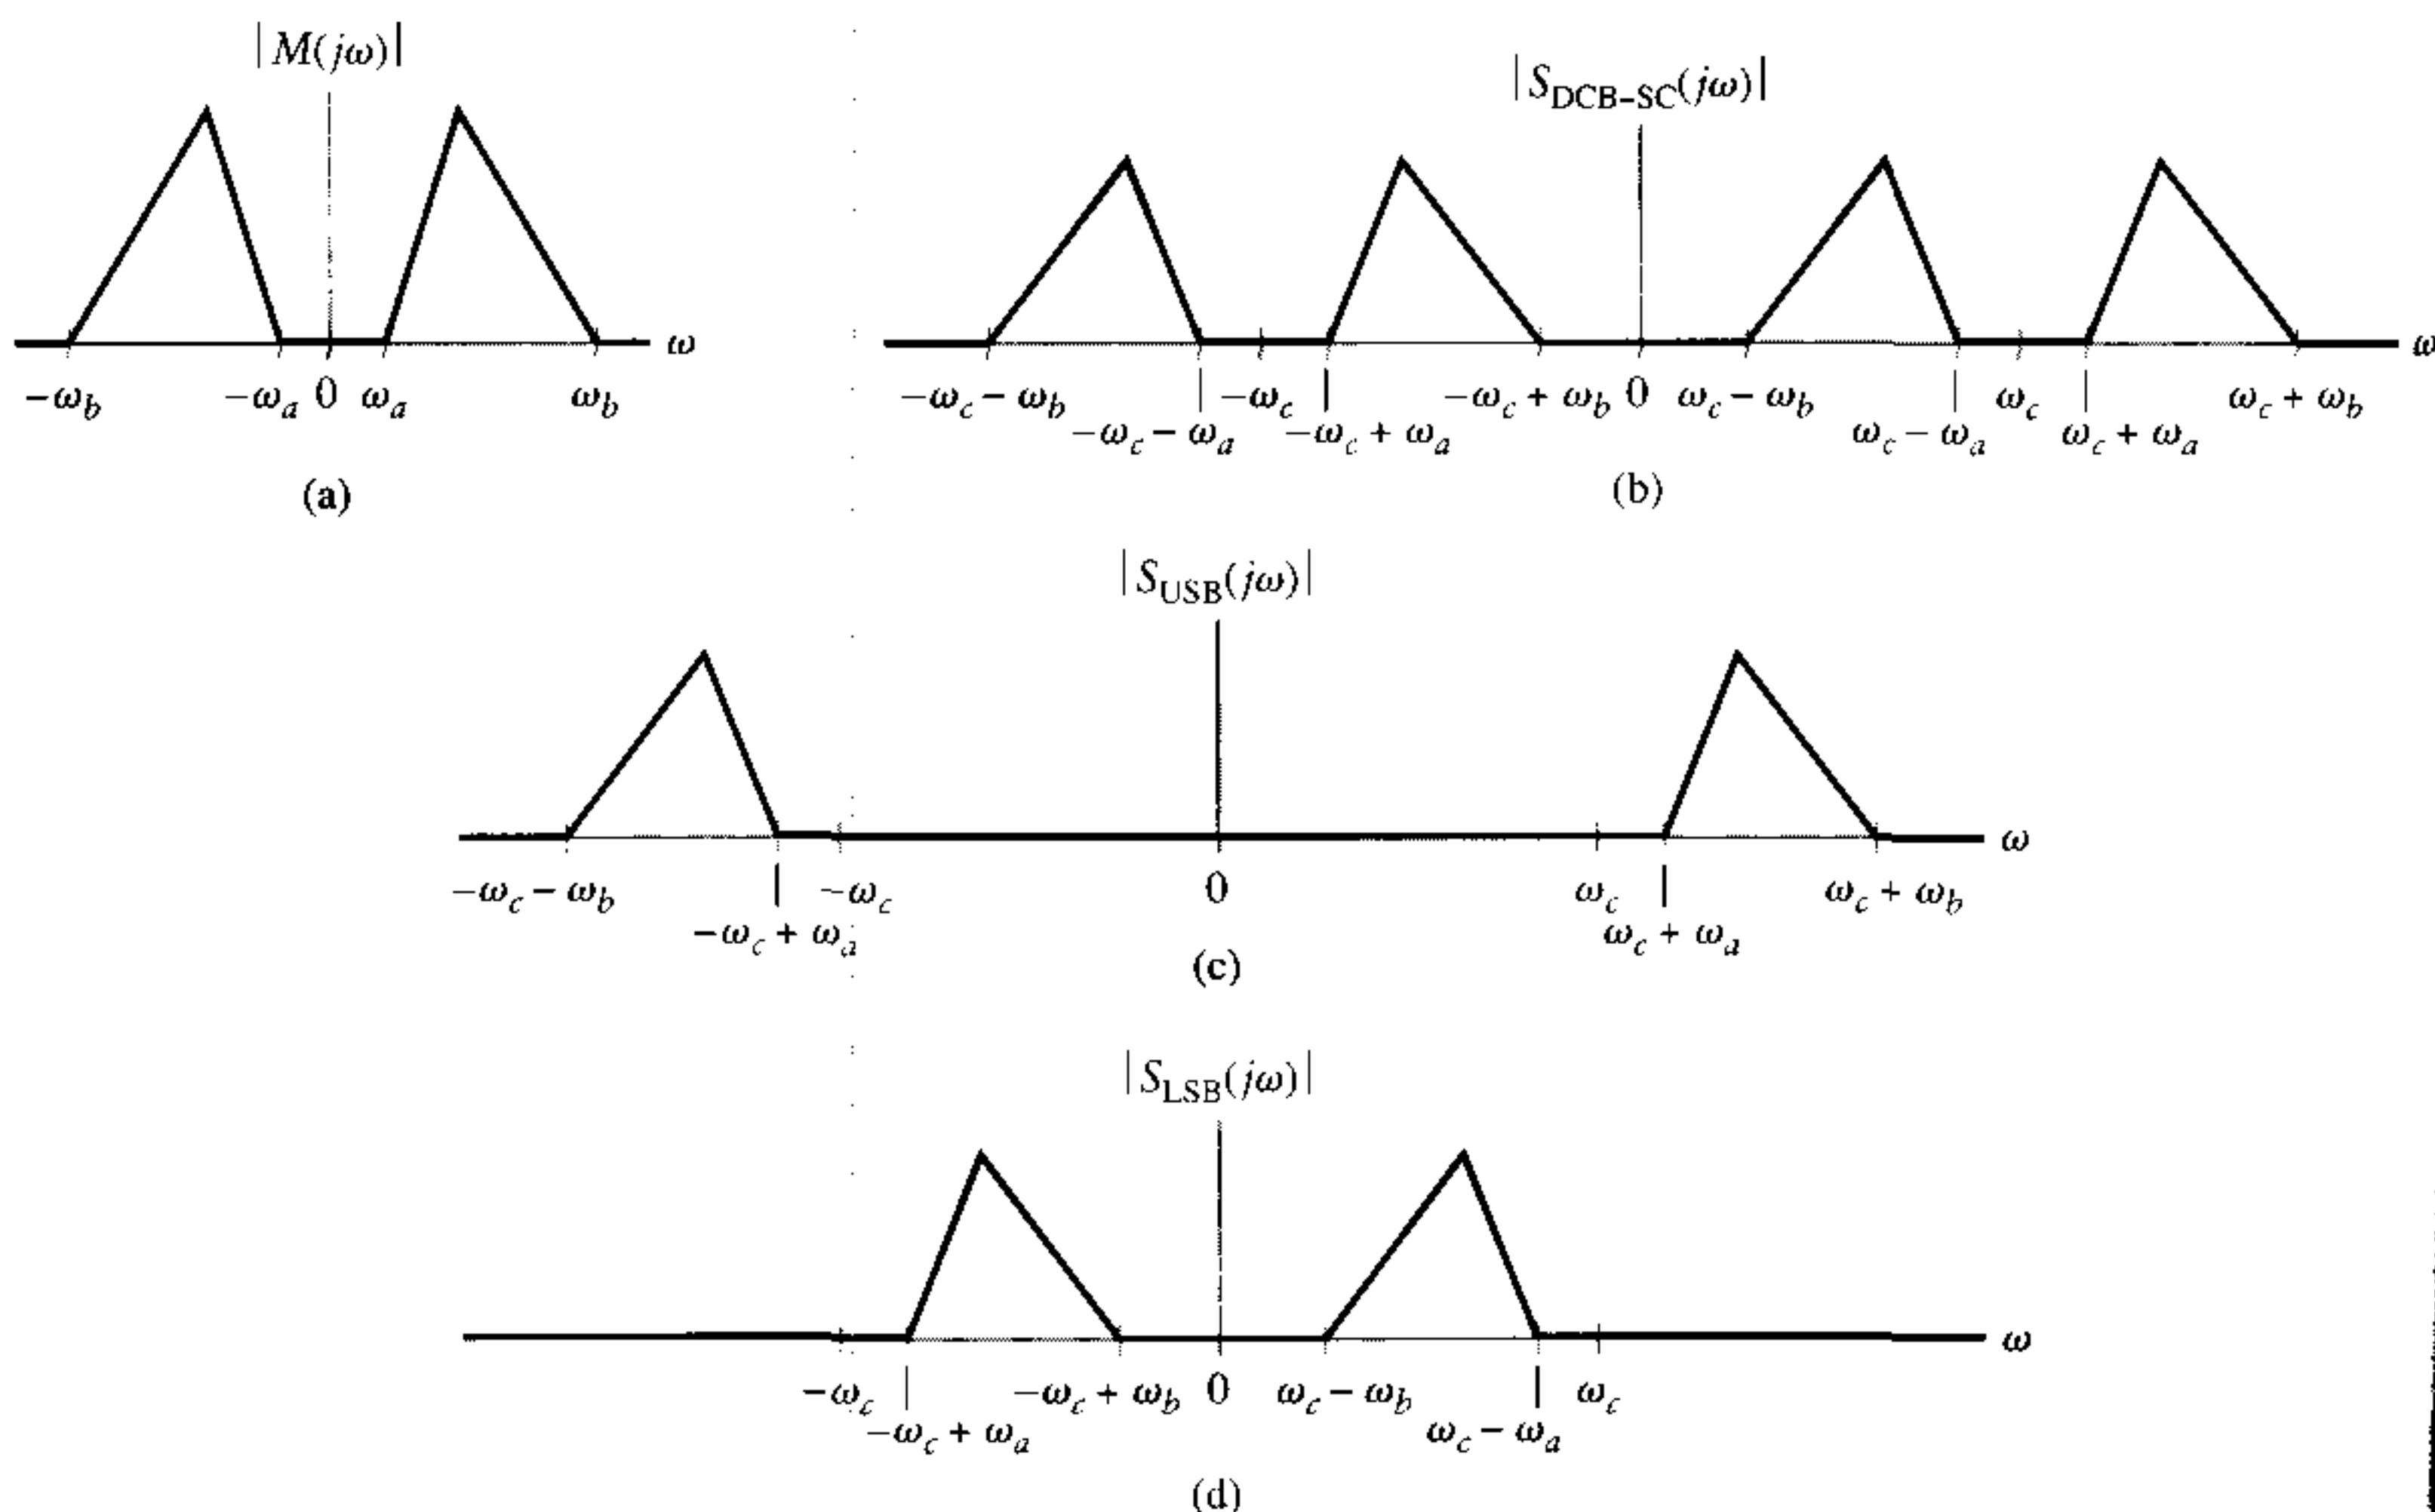 |M(jω)|
ω
−ω_b −ω_a 0 ω_a ω_b
(a)
|S_DCB–SC(jω)|
ω
−ω_c − ω_b −ω_c −ω_c + ω_b 0 ω_c − ω_b ω_c ω_c + ω_b
−ω_c − ω_a −ω_c + ω_a ω_c − ω_a ω_c + ω_a
(b)
|S_USB(jω)|
ω
−ω_c − ω_b −ω_c 0 ω_c ω_c + ω_b
−ω_c + ω_a ω_c + ω_a
(c)
|S_LSB(jω)|
ω
−ω_c −ω_c + ω_b 0 ω_c − ω_b ω_c
−ω_c + ω_a ω_c − ω_a
(d)